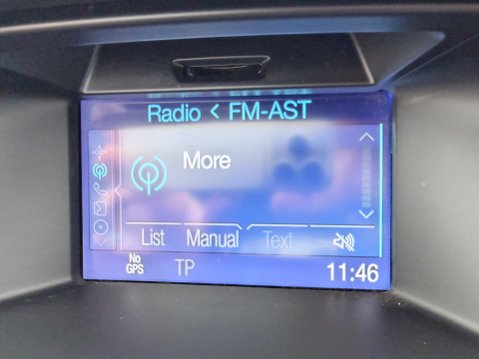 Radio < FM-AST
More
List Manual Text
No GPS TP 11:46